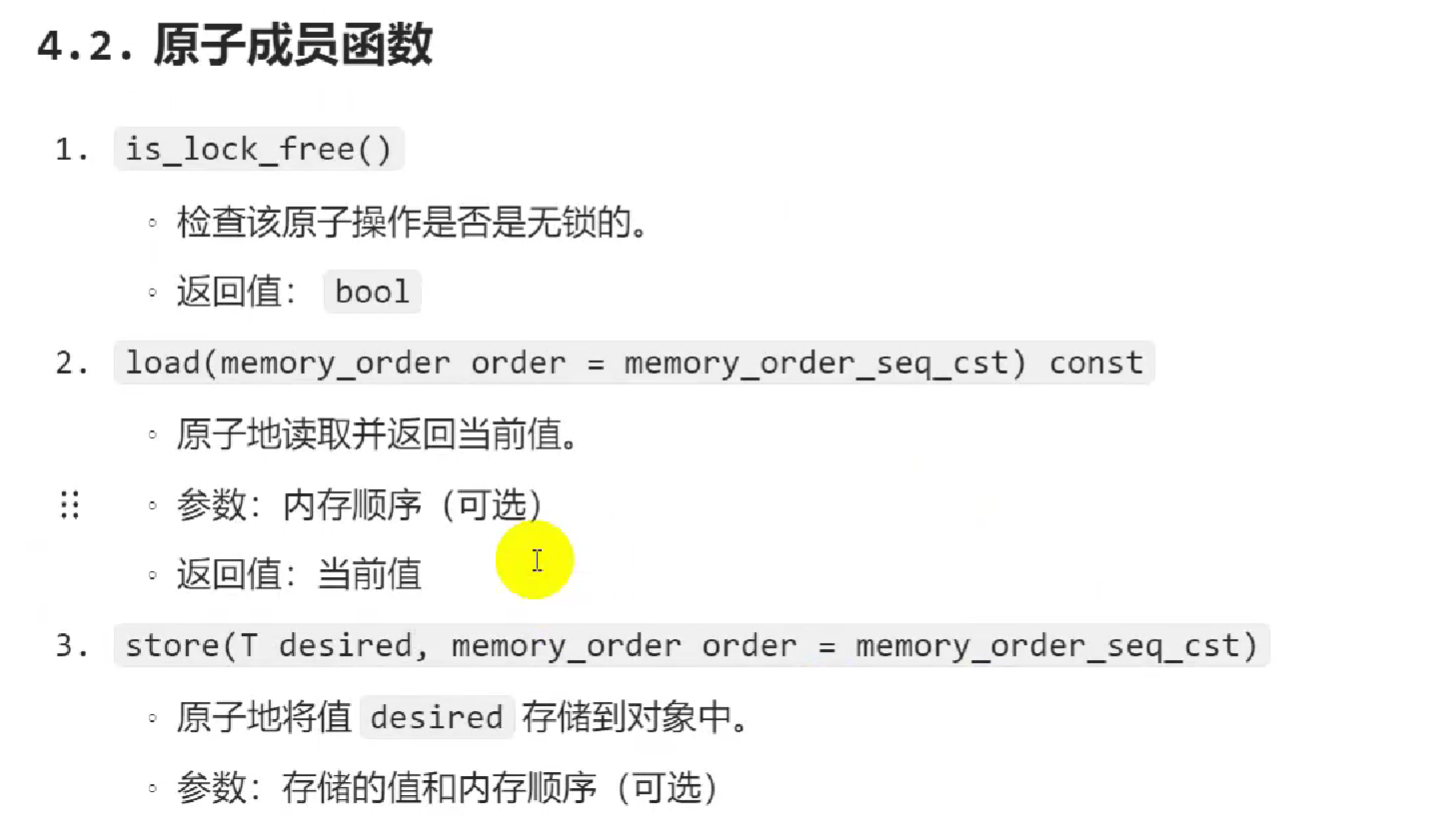 4.2. 原子成员函数
1. is_lock_free()
◦ 检查该原子操作是否是无锁的。
◦ 返回值： bool
2. load(memory_order order = memory_order_seq_cst) const
◦ 原子地读取并返回当前值。
◦ 参数：内存顺序（可选）
◦ 返回值：当前值
3. store(T desired, memory_order order = memory_order_seq_cst)
◦ 原子地将值 desired 存储到对象中。
◦ 参数：存储的值和内存顺序（可选）